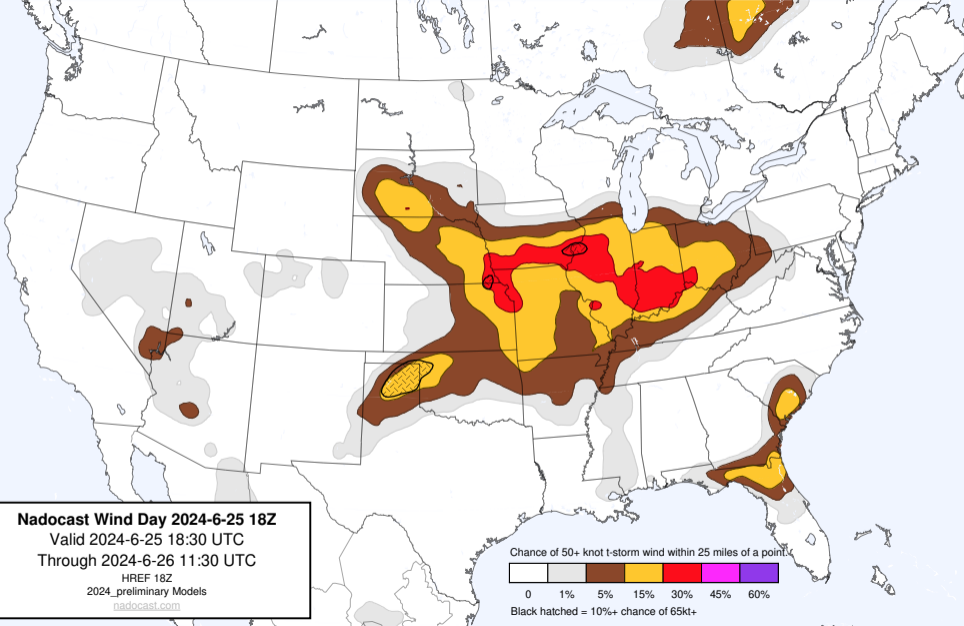 Nadocast Wind Day 2024-6-25 18Z
Valid 2024-6-25 18:30 UTC
Through 2024-6-26 11:30 UTC
HREF 18Z
2024_preliminary Models
nadocast.com
Chance of 50+ knot t-storm wind within 25 miles of a point.
0 1% 5% 15% 30% 45% 60%
Black hatched = 10%+ chance of 65kt+